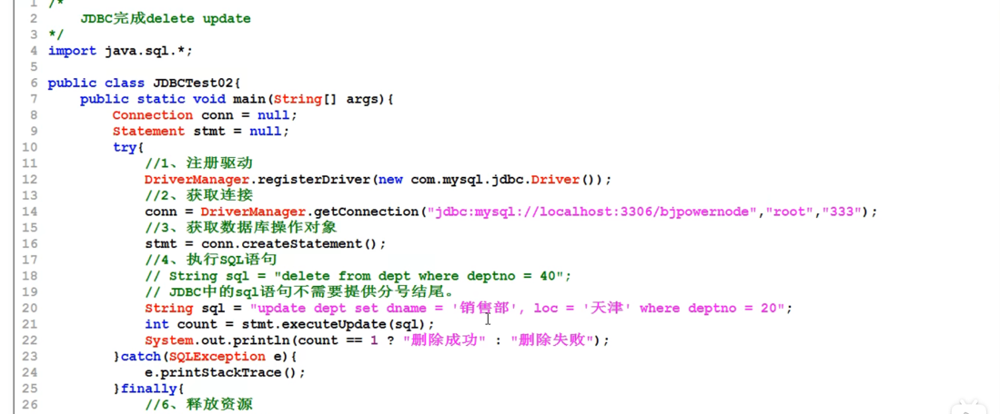 1 /*
2 JDBC完成delete update
3 */
4 import java.sql.*;
5
6 public class JDBCTest02{
7 public static void main(String[] args){
8 Connection conn = null;
9 Statement stmt = null;
10 try{
11 //1、注册驱动
12 DriverManager.registerDriver(new com.mysql.jdbc.Driver());
13 //2、获取连接
14 conn = DriverManager.getConnection("jdbc:mysql://localhost:3306/bjpowernode","root","333");
15 //3、获取数据库操作对象
16 stmt = conn.createStatement();
17 //4、执行SQL语句
18 // String sql = "delete from dept where deptno = 40";
19 // JDBC中的sql语句不需要提供分号结尾。
20 String sql = "update dept set dname = '销售部', loc = '天津' where deptno = 20";
21 int count = stmt.executeUpdate(sql);
22 System.out.println(count == 1 ? "删除成功" : "删除失败");
23 }catch(SQLException e){
24 e.printStackTrace();
25 }finally{
26 //6、释放资源